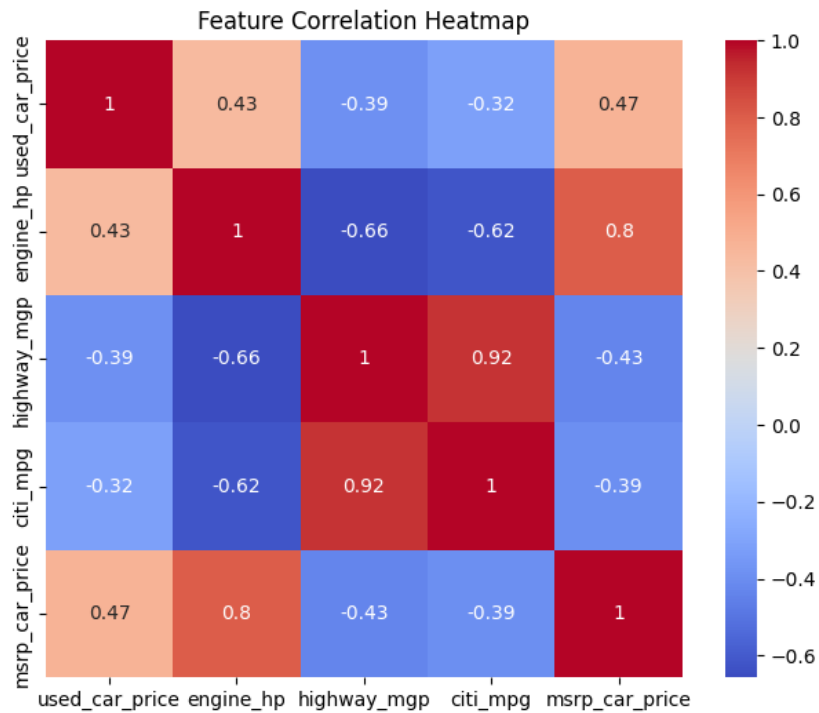 Feature Correlation Heatmap
used_car_price 1 0.43 -0.39 -0.32 0.47
engine_hp 0.43 1 -0.66 -0.62 0.8
highway_mgp -0.39 -0.66 1 0.92 -0.43
citi_mpg -0.32 -0.62 0.92 1 -0.39
msrp_car_price 0.47 0.8 -0.43 -0.39 1
used_car_price engine_hp highway_mgp citi_mpg msrp_car_price
1.0
0.8
0.6
0.4
0.2
0.0
-0.2
-0.4
-0.6